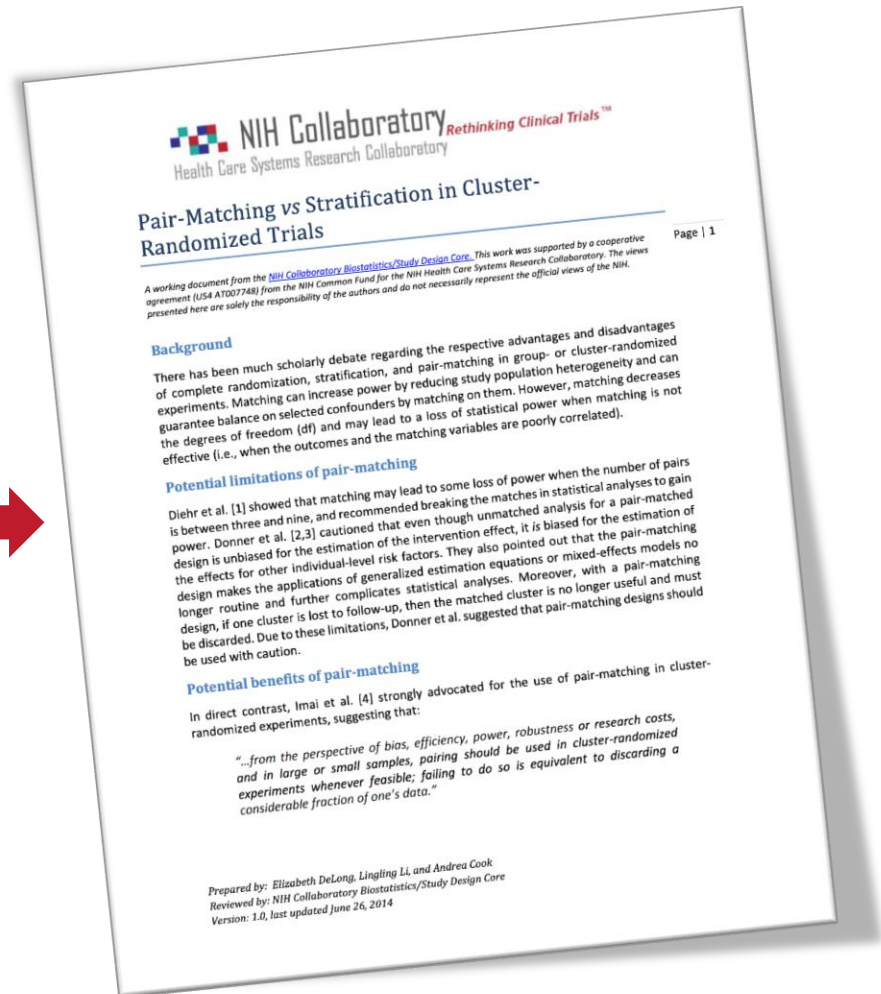 NIH Collaboratory Rethinking Clinical Trials™
Health Care Systems Research Collaboratory
Pair-Matching vs Stratification in Cluster-
Randomized Trials
Page | 1
A working document from the NIH Collaboratory Biostatistics/Study Design Core. This work was supported by a cooperative
agreement (U54 AT007748) from the NIH Common Fund for the NIH Health Care Systems Research Collaboratory. The views
presented here are solely the responsibility of the authors and do not necessarily represent the official views of the NIH.
Background
There has been much scholarly debate regarding the respective advantages and disadvantages
of complete randomization, stratification, and pair-matching in group- or cluster-randomized
experiments. Matching can increase power by reducing study population heterogeneity and can
guarantee balance on selected confounders by matching on them. However, matching decreases
the degrees of freedom (df) and may lead to a loss of statistical power when matching is not
effective (i.e., when the outcomes and the matching variables are poorly correlated).
Potential limitations of pair-matching
Diehr et al. [1] showed that matching may lead to some loss of power when the number of pairs
is between three and nine, and recommended breaking the matches in statistical analyses to gain
power. Donner et al. [2,3] cautioned that even though unmatched analysis for a pair-matched
design is unbiased for the estimation of the intervention effect, it is biased for the estimation of
the effects for other individual-level risk factors. They also pointed out that the pair-matching
design makes the applications of generalized estimation equations or mixed-effects models no
longer routine and further complicates statistical analyses. Moreover, with a pair-matching
design, if one cluster is lost to follow-up, then the matched cluster is no longer useful and must
be discarded. Due to these limitations, Donner et al. suggested that pair-matching designs should
be used with caution.
Potential benefits of pair-matching
In direct contrast, Imai et al. [4] strongly advocated for the use of pair-matching in cluster-
randomized experiments, suggesting that:
"…from the perspective of bias, efficiency, power, robustness or research costs,
and in large or small samples, pairing should be used in cluster-randomized
experiments whenever feasible; failing to do so is equivalent to discarding a
considerable fraction of one's data."
Prepared by: Elizabeth DeLong, Lingling Li, and Andrea Cook
Reviewed by: NIH Collaboratory Biostatistics/Study Design Core
Version: 1.0, last updated June 26, 2014